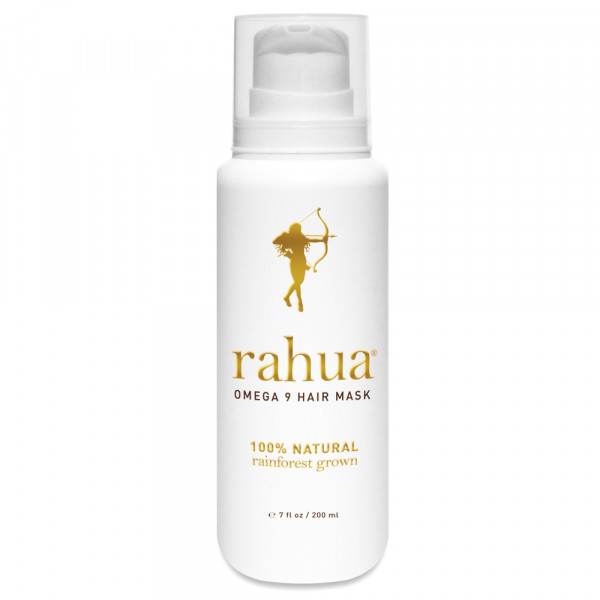 rahua®
OMEGA 9 HAIR MASK
100% NATURAL
rainforest grown
℮ 7 fl oz / 200 ml